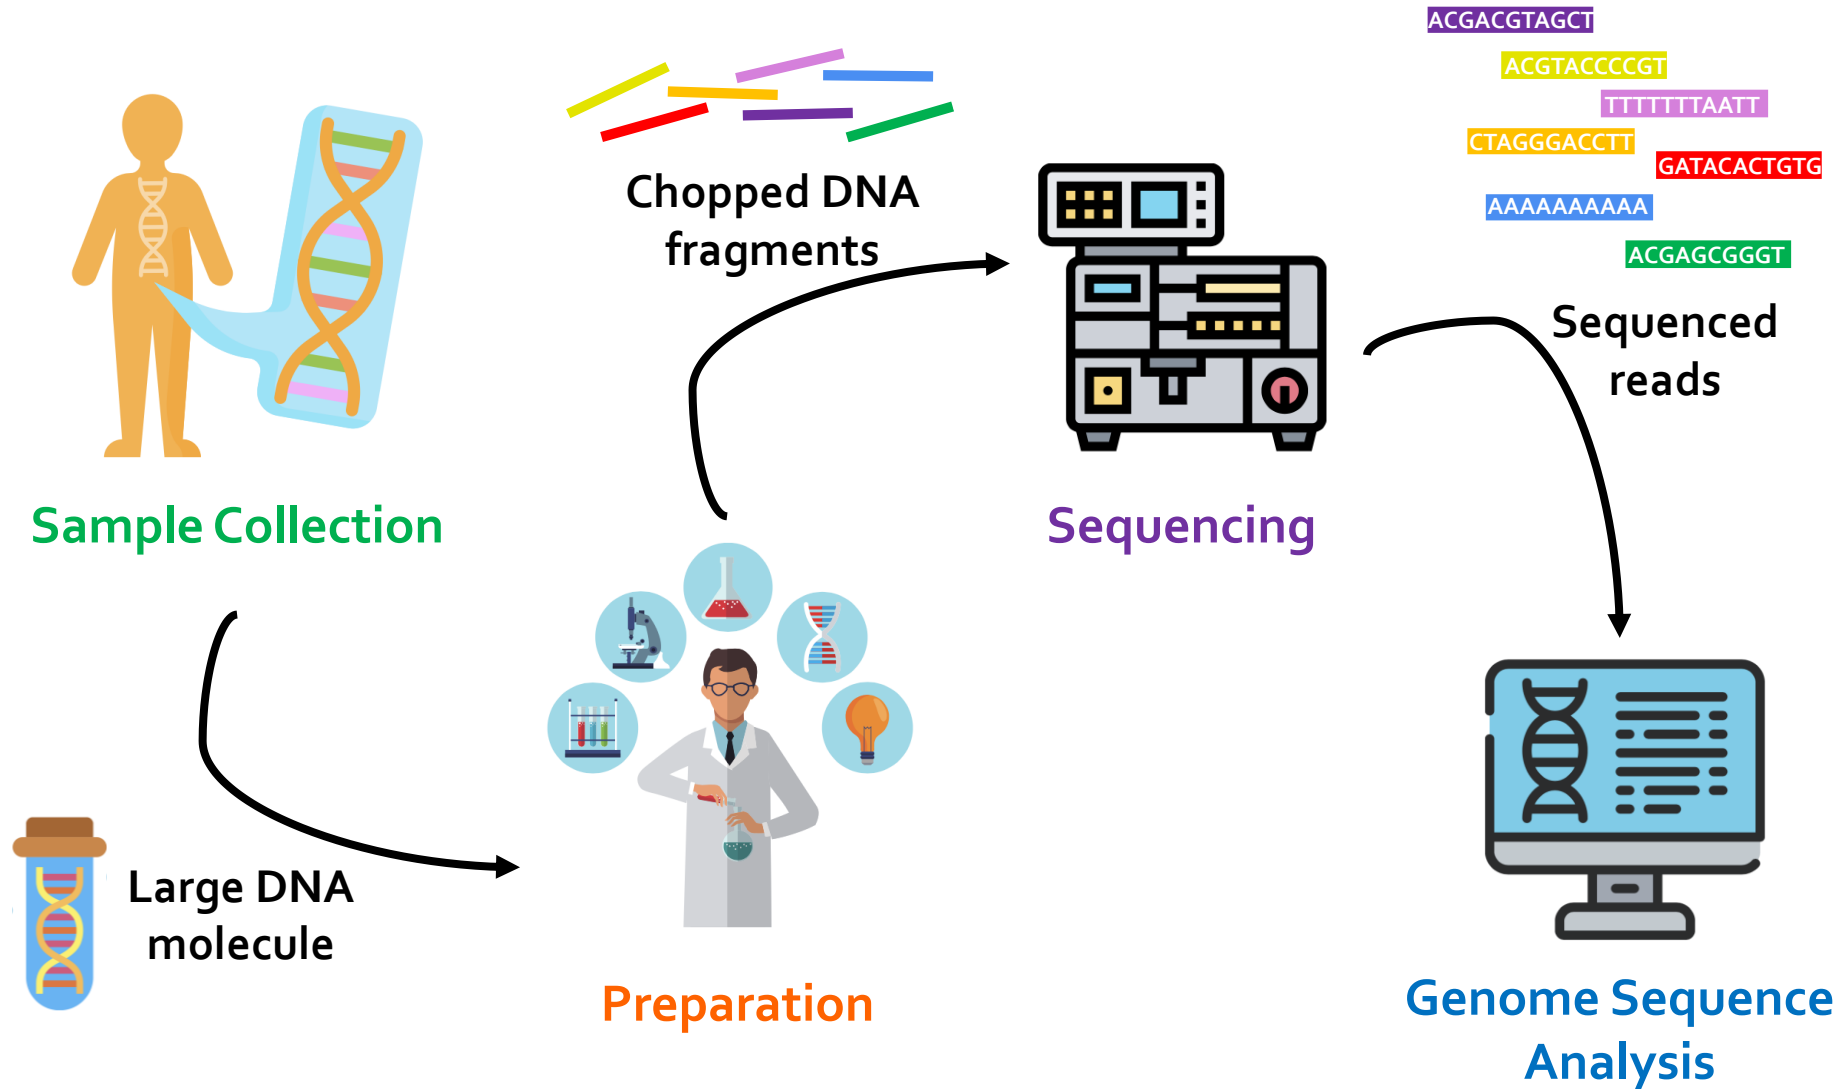 ACGACGTAGCT
ACGTACCCCGT
TTTTTTTAATT
CTAGGGACCTT
GATACACTGTG
AAAAAAAAAA
ACGAGCGGGT
Chopped DNA
fragments
Sequenced
reads
Sample Collection
Sequencing
Large DNA
molecule
Preparation
Genome Sequence
Analysis